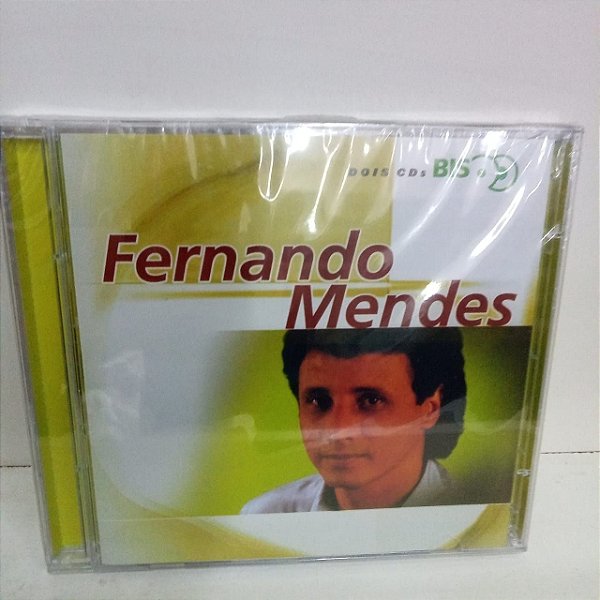 DOIS CDs BIS
Fernando
Mendes